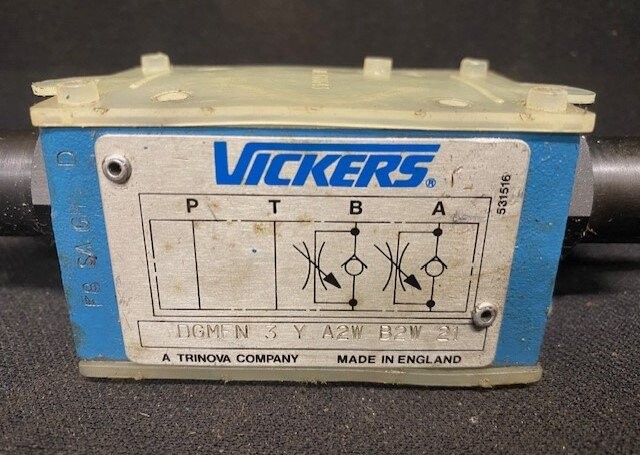 VICKERS®
P T B A
531516
DGMFN 3 Y A2W B2W 21
A TRINOVA COMPANY MADE IN ENGLAND